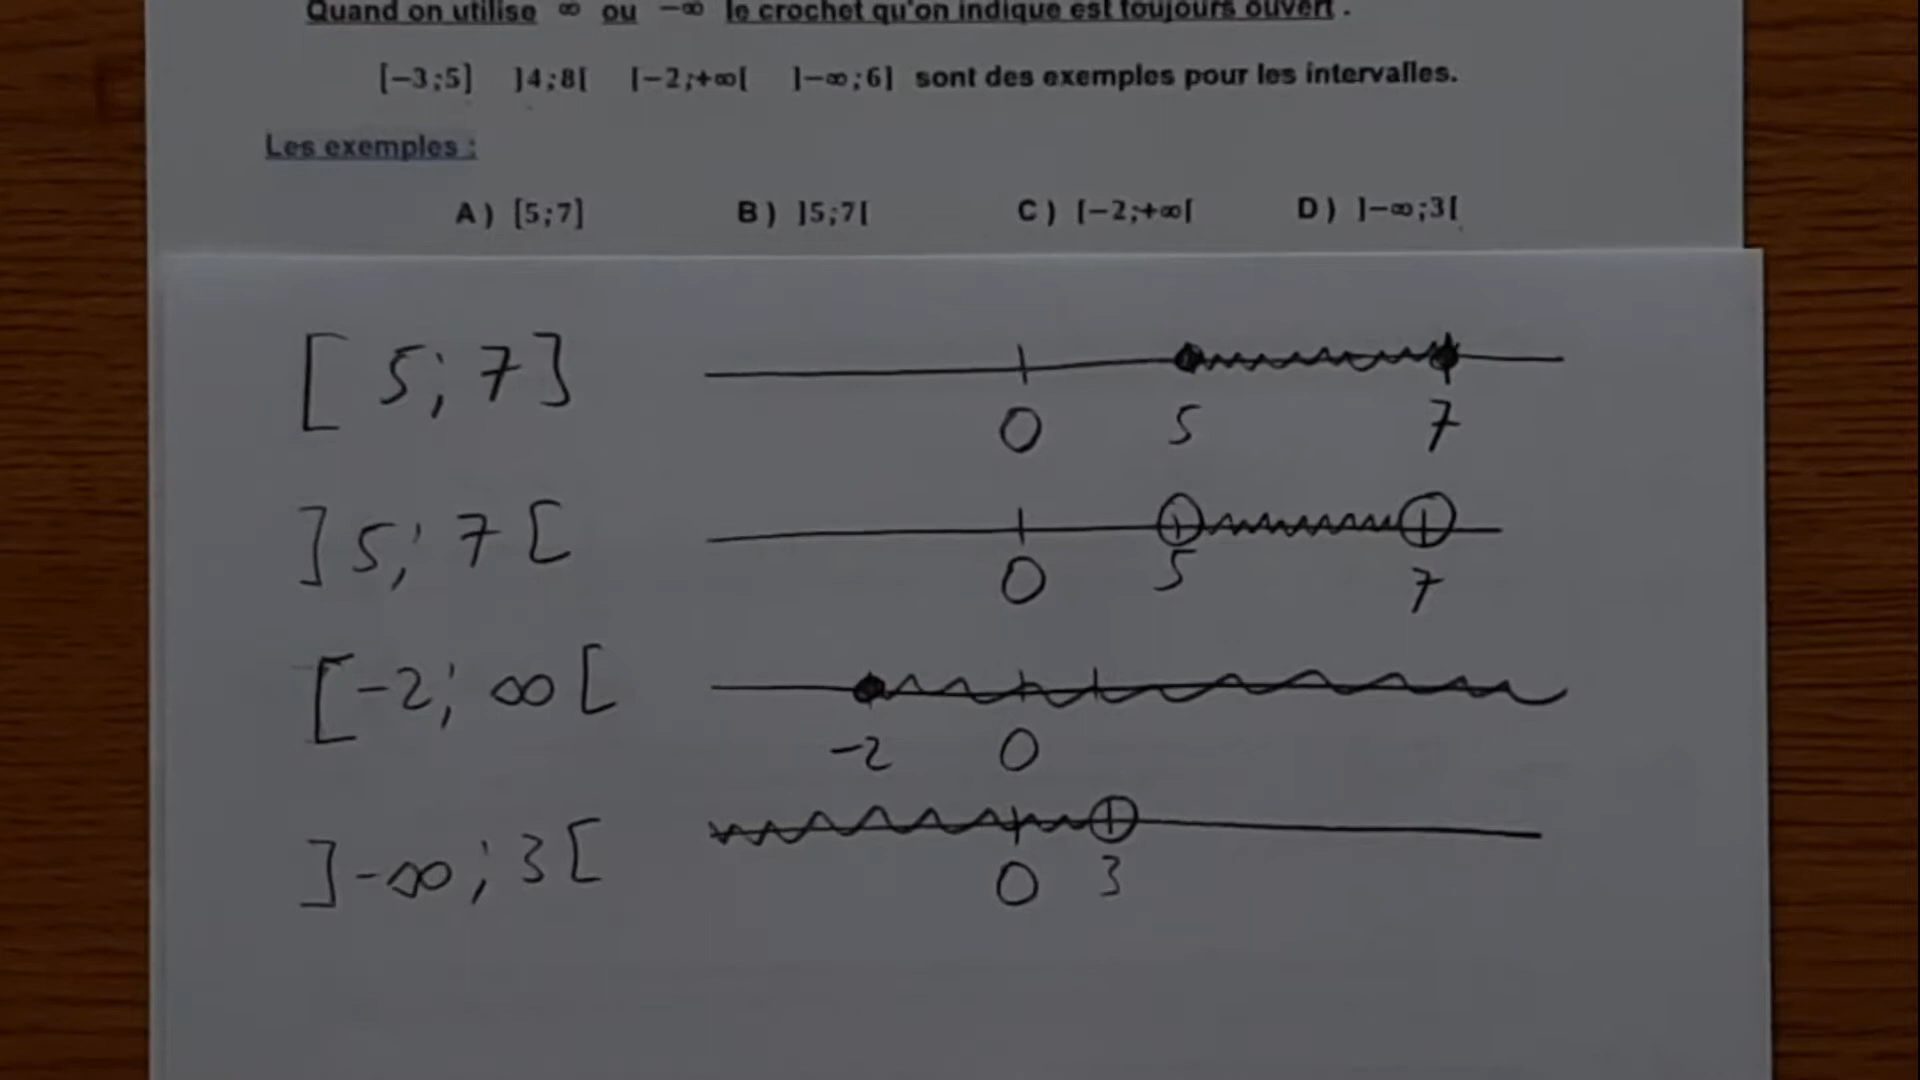 Quand on utilise ∞ ou −∞ le crochet qu'on indique est toujours ouvert .
[−3;5] ]4;8[ [−2;+∞[ ]−∞;6] sont des exemples pour les intervalles.
Les exemples :
A ) [5;7] B ) ]5;7[ C ) [−2;+∞[ D ) ]−∞;3[
[ 5; 7]
0 5 7
]5; 7[
0 5 7
[-2; ∞[
-2 0
]-∞; 3[
0 3